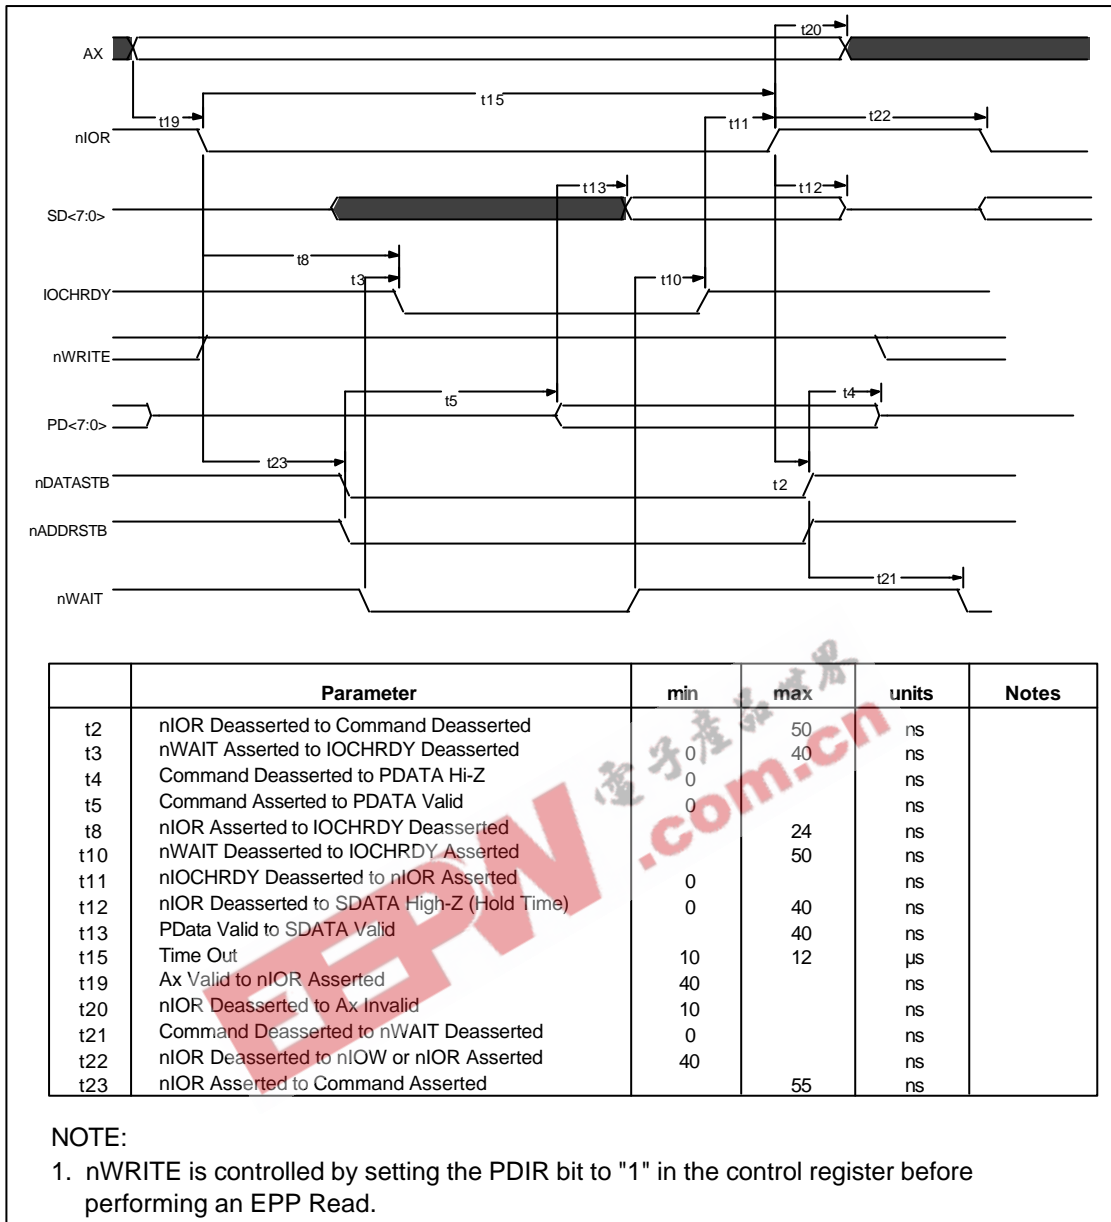 t20
AX
t15
t19
t11
t22
nIOR
t13
t12
SD<7:0>
t8
t3
t10
IOCHRDY
nWRITE
t5
t4
PD<7:0>
t23
nDATASTB
t2
nADDRSTB
t21
nWAIT
Parameter min max units Notes
t2 nIOR Deasserted to Command Deasserted 50 ns
t3 nWAIT Asserted to IOCHRDY Deasserted 0 40 ns
t4 Command Deasserted to PDATA Hi-Z 0 ns
t5 Command Asserted to PDATA Valid 0 ns
t8 nIOR Asserted to IOCHRDY Deasserted 24 ns
t10 nWAIT Deasserted to IOCHRDY Asserted 50 ns
t11 nIOCHRDY Deasserted to nIOR Asserted 0 ns
t12 nIOR Deasserted to SDATA High-Z (Hold Time) 0 40 ns
t13 PData Valid to SDATA Valid 40 ns
t15 Time Out 10 12 µs
t19 Ax Valid to nIOR Asserted 40 ns
t20 nIOR Deasserted to Ax Invalid 10 ns
t21 Command Deasserted to nWAIT Deasserted 0 ns
t22 nIOR Deasserted to nIOW or nIOR Asserted 40 ns
t23 nIOR Asserted to Command Asserted 55 ns
EEPW.com.cn
電子產品世界
NOTE:
1. nWRITE is controlled by setting the PDIR bit to "1" in the control register before
performing an EPP Read.